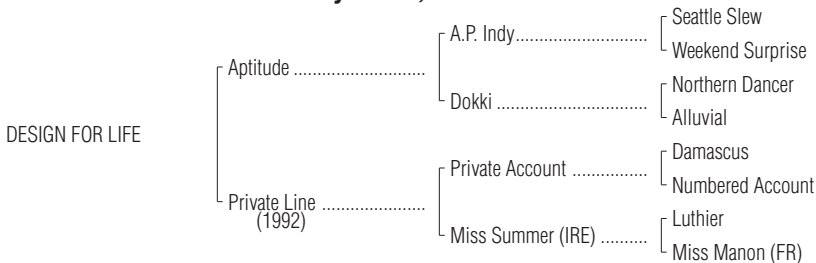 A.P. Indy
Seattle Slew
Weekend Surprise
Aptitude
Dokki
Northern Dancer
Alluvial
DESIGN FOR LIFE
Private Account
Damascus
Numbered Account
Private Line
(1992)
Miss Summer (IRE)
Luthier
Miss Manon (FR)